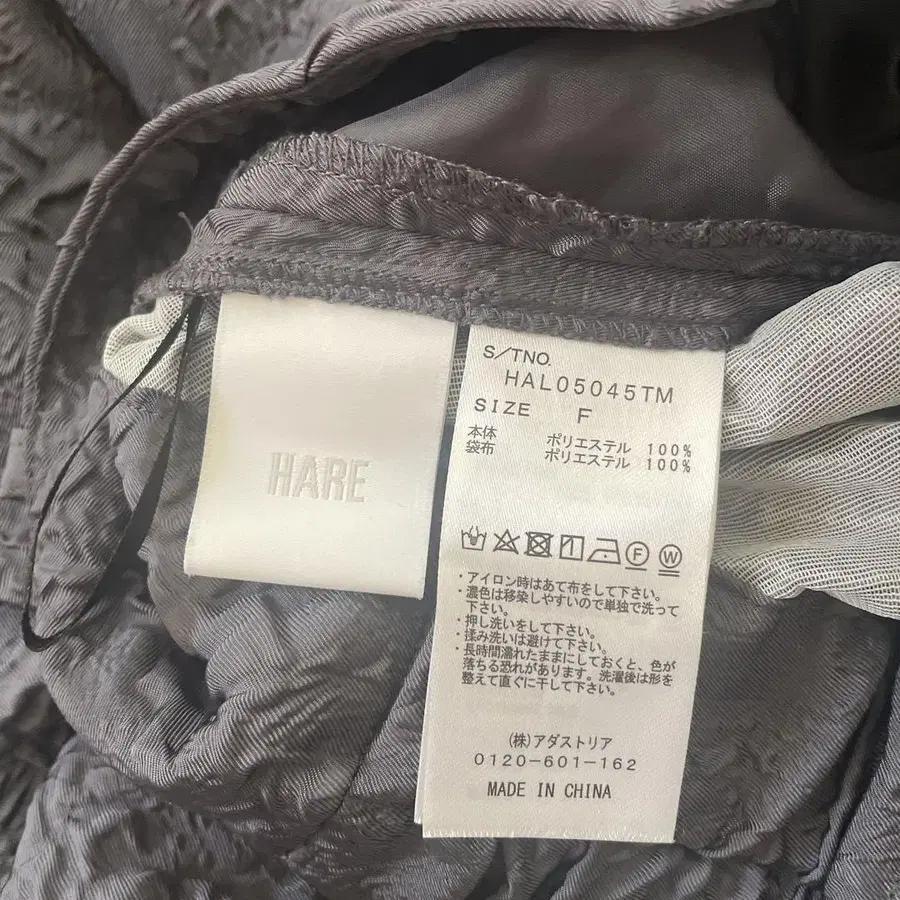 HARE
S/TNO.
HAL05045TM
SIZE F
本体 ポリエステル 100%
袋布 ポリエステル 100%
F W
・アイロン時はあて布をして下さい。
・濃色は移染しやすいので単独で洗って
下さい。
・押し洗いをして下さい。
・揉み洗いは避けて下さい。
・長時間濡れたままにしておくと、色が
落ちる恐れがあります。洗濯後は形を
整えて直ぐに干して下さい。
(株)アダストリア
0120-601-162
MADE IN CHINA